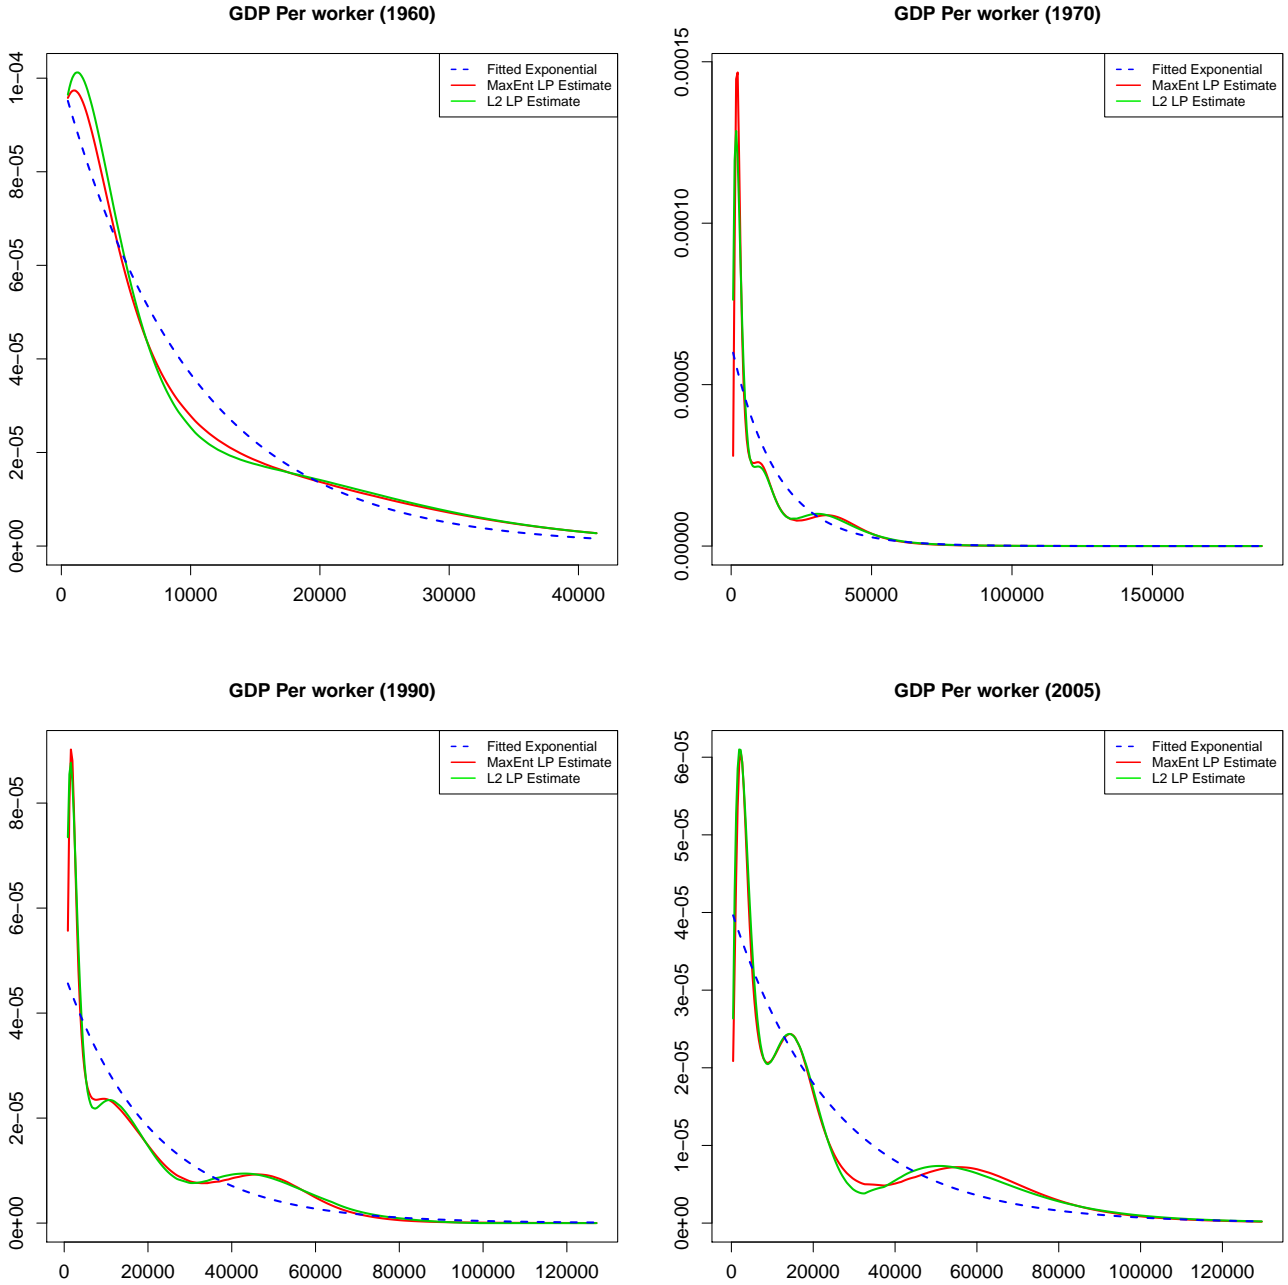 GDP Per worker (1960)
Fitted Exponential
MaxEnt LP Estimate
L2 LP Estimate
0e+00 2e-05 4e-05 6e-05 8e-05 1e-04
0 10000 20000 30000 40000
GDP Per worker (1970)
Fitted Exponential
MaxEnt LP Estimate
L2 LP Estimate
0.00000 0.00005 0.00010 0.00015
0 50000 100000 150000
GDP Per worker (1990)
Fitted Exponential
MaxEnt LP Estimate
L2 LP Estimate
0e+00 2e-05 4e-05 6e-05 8e-05
0 20000 40000 60000 80000 100000 120000
GDP Per worker (2005)
Fitted Exponential
MaxEnt LP Estimate
L2 LP Estimate
0e+00 1e-05 2e-05 3e-05 4e-05 5e-05 6e-05
0 20000 40000 60000 80000 100000 120000